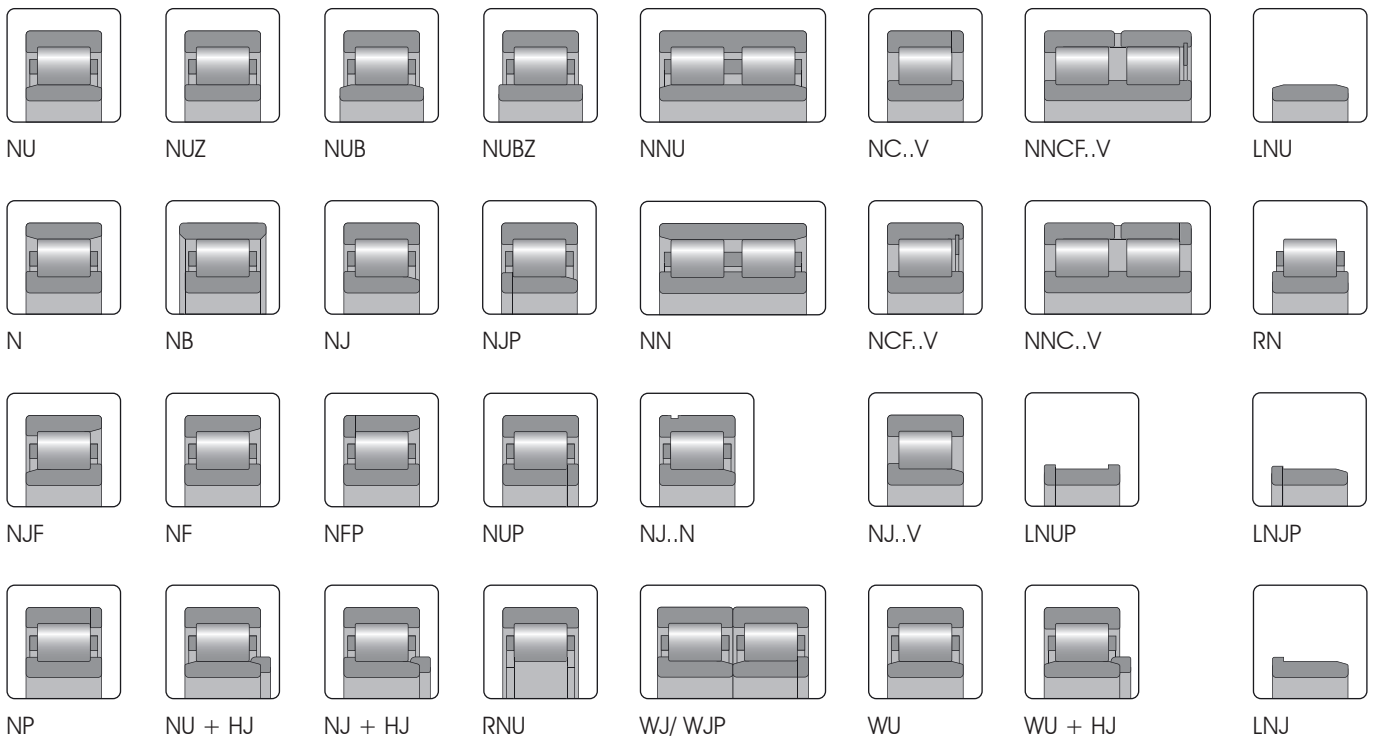 NU NUZ NUB NUBZ NNU NC..V NNCF..V LNU
N NB NJ NJP NN NCF..V NNC..V RN
NJF NF NFP NUP NJ..N NJ..V LNUP LNJP
NP NU + HJ NJ + HJ RNU WJ/ WJP WU WU + HJ LNJ